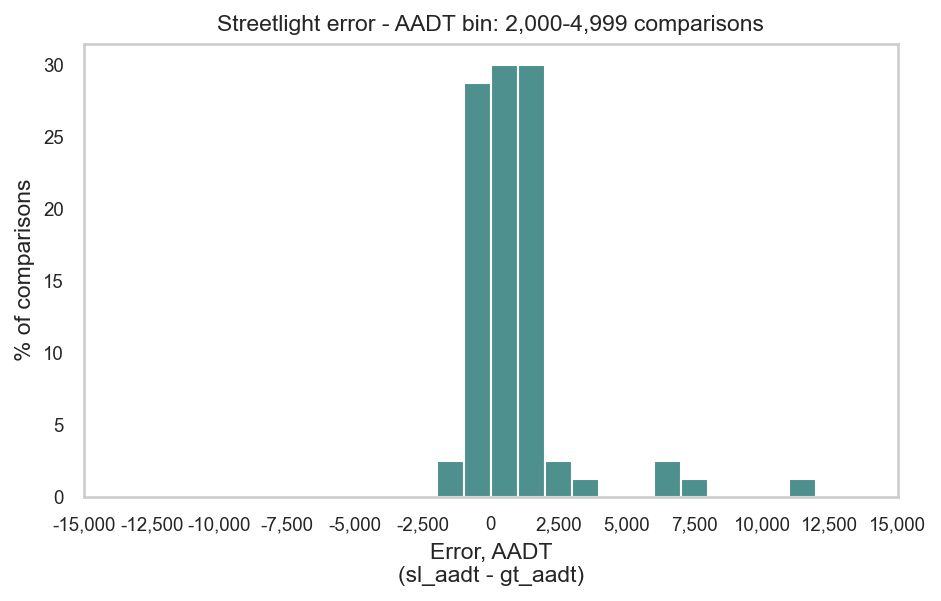 Streetlight error - AADT bin: 2,000-4,999 comparisons
30
25
20
15
10
5
0
% of comparisons
-15,000 -12,500 -10,000 -7,500 -5,000 -2,500 0 2,500 5,000 7,500 10,000 12,500 15,000
Error, AADT
(sl_aadt - gt_aadt)